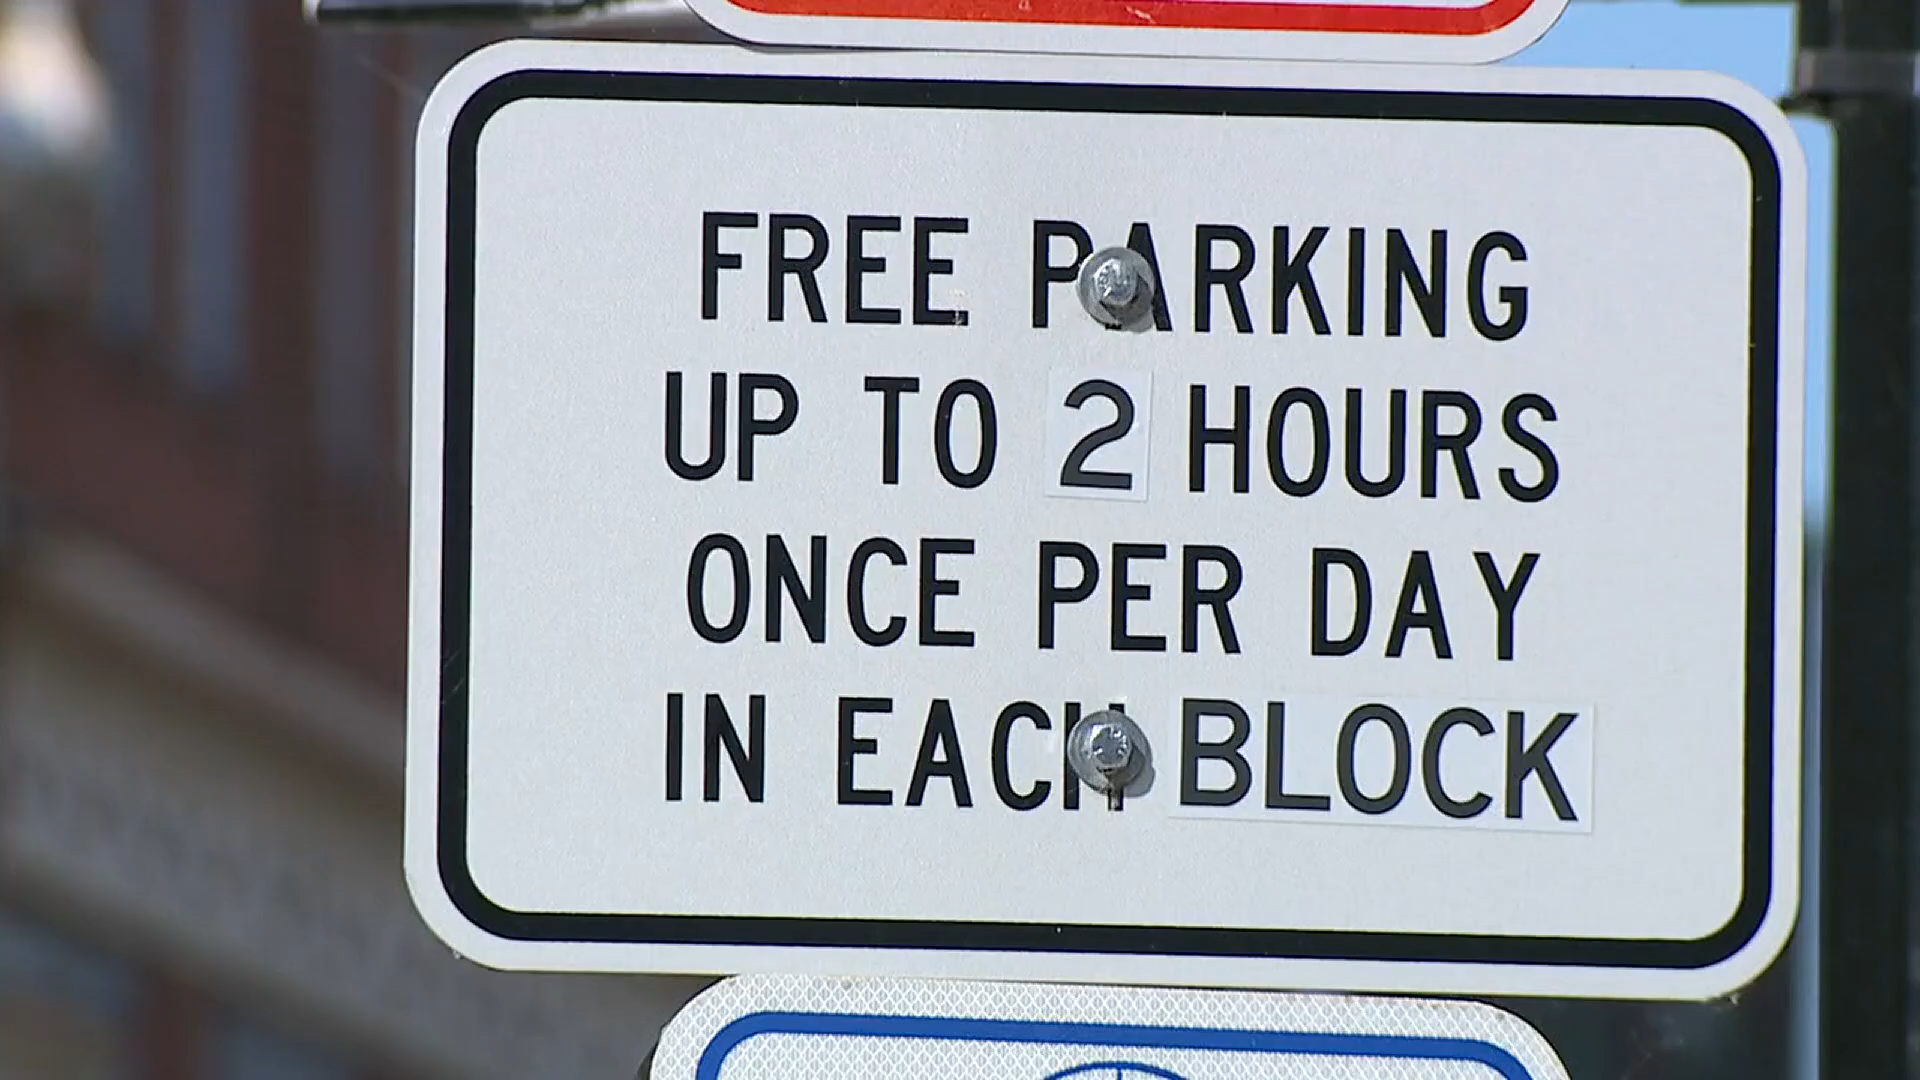 FREE PARKING
UP TO 2 HOURS
ONCE PER DAY
IN EACH BLOCK